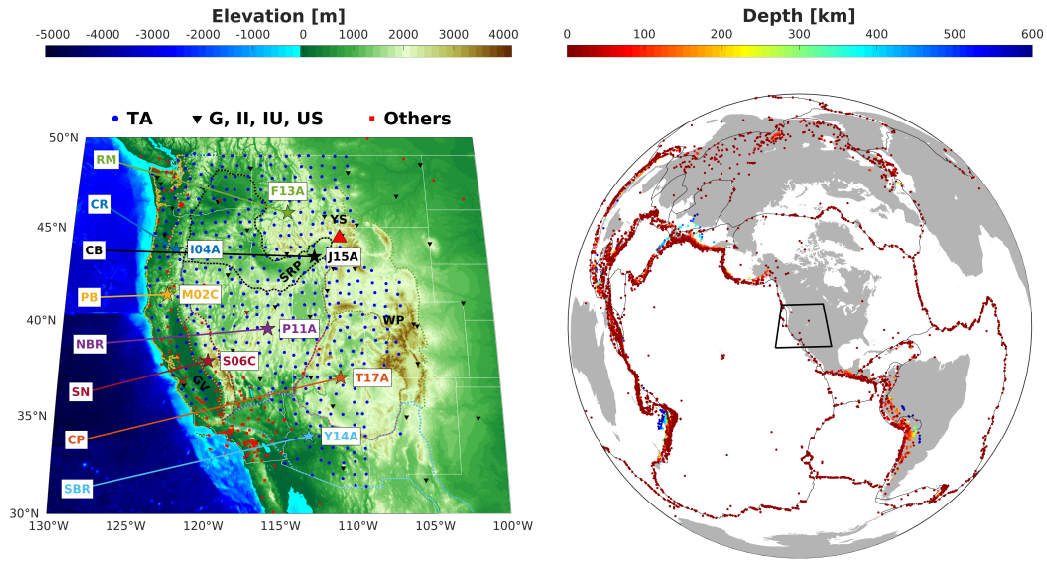 Elevation [m]
-5000 -4000 -3000 -2000 -1000 0 1000 2000 3000 4000
Depth [km]
0 100 200 300 400 500 600
TA G, II, IU, US Others
50°N
45°N
40°N
35°N
30°N
130°W 125°W 120°W 115°W 110°W 105°W 100°W
RM
CR
CB
PB
NBR
SN
CP
SBR
F13A
YS
I04A
J15A
SRP
M02C
P11A
WP
S06C
GV
T17A
Y14A